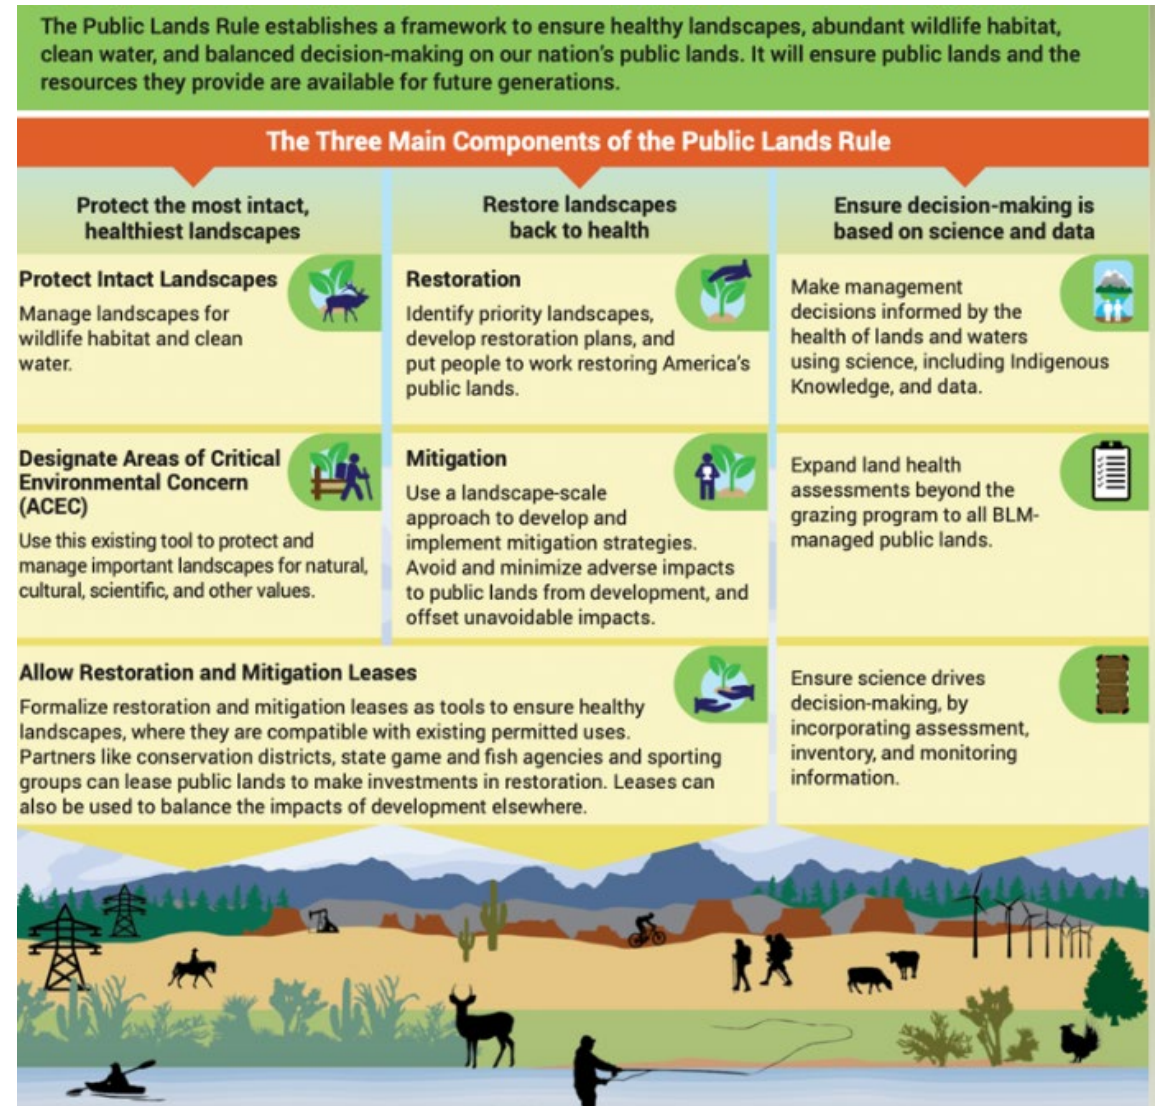 The Public Lands Rule establishes a framework to ensure healthy landscapes, abundant wildlife habitat,
clean water, and balanced decision-making on our nation's public lands. It will ensure public lands and the
resources they provide are available for future generations.
The Three Main Components of the Public Lands Rule
Protect the most intact,
healthiest landscapes
Protect Intact Landscapes
Manage landscapes for
wildlife habitat and clean
water.
Designate Areas of Critical
Environmental Concern
(ACEC)
Use this existing tool to protect and
manage important landscapes for natural,
cultural, scientific, and other values.
Restore landscapes
back to health
Restoration
Identify priority landscapes,
develop restoration plans, and
put people to work restoring America's
public lands.
Mitigation
Use a landscape-scale
approach to develop and
implement mitigation strategies.
Avoid and minimize adverse impacts
to public lands from development, and
offset unavoidable impacts.
Allow Restoration and Mitigation Leases
Formalize restoration and mitigation leases as tools to ensure healthy
landscapes, where they are compatible with existing permitted uses.
Partners like conservation districts, state game and fish agencies and sporting
groups can lease public lands to make investments in restoration. Leases can
also be used to balance the impacts of development elsewhere.
Ensure decision-making is
based on science and data
Make management
decisions informed by the
health of lands and waters
using science, including Indigenous
Knowledge, and data.
Expand land health
assessments beyond the
grazing program to all BLM-
managed public lands.
Ensure science drives
decision-making, by
incorporating assessment,
inventory, and monitoring
information.